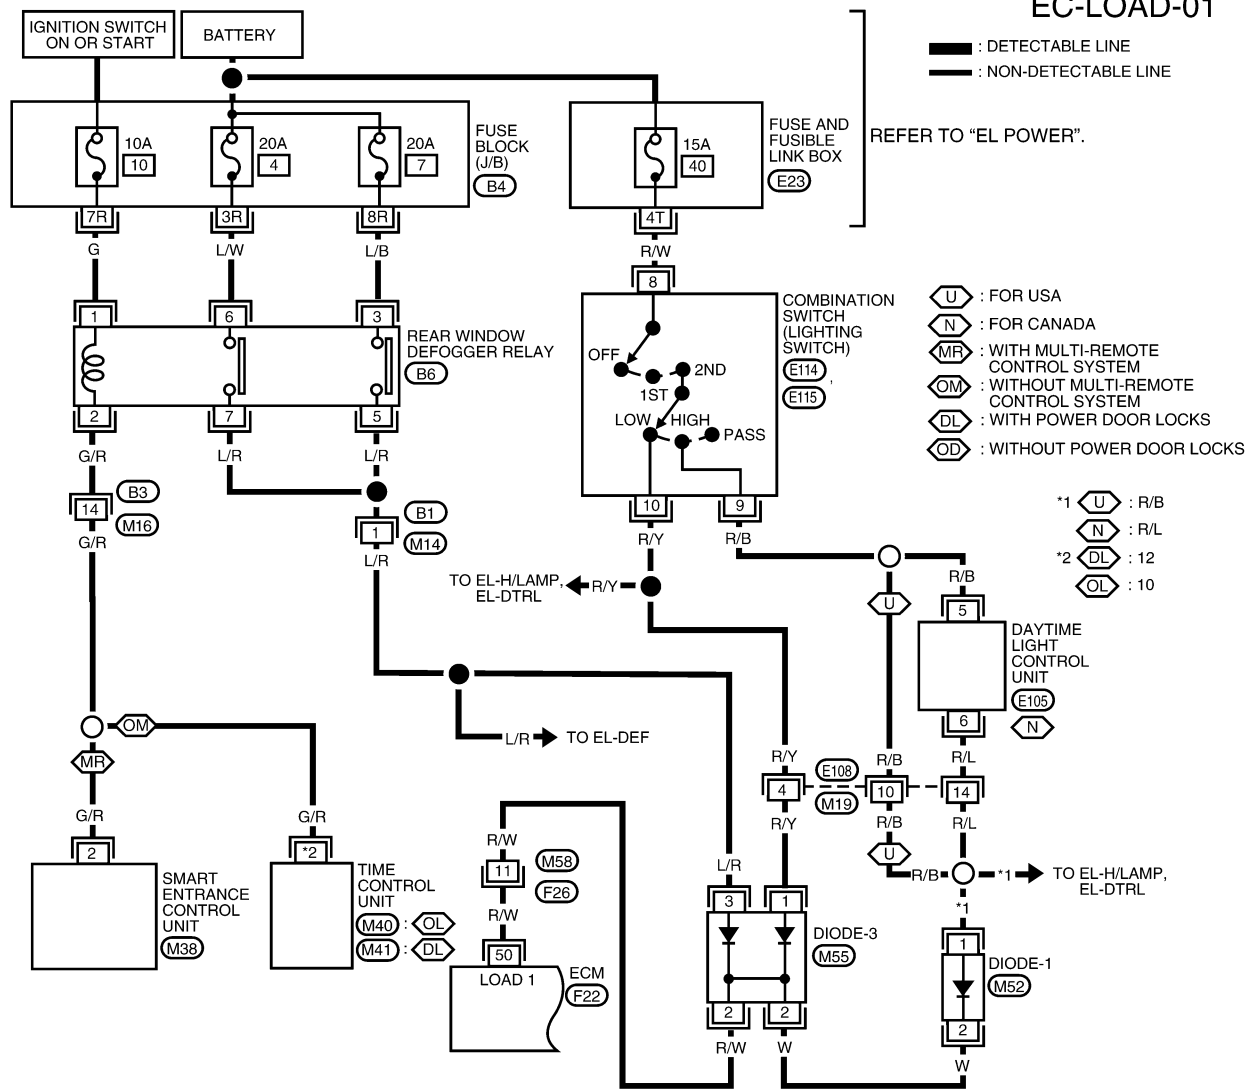 EC-LOAD-01
IGNITION SWITCH
ON OR START
BATTERY
: DETECTABLE LINE
: NON-DETECTABLE LINE
10A
10
20A
4
20A
7
FUSE
BLOCK
(J/B)
B4
15A
40
FUSE AND
FUSIBLE
LINK BOX
E23
REFER TO “EL POWER”.
7R
3R
8R
4T
G
L/W
L/B
R/W
8
1
6
3
REAR WINDOW
DEFOGGER RELAY
B6
2
7
5
COMBINATION
SWITCH
(LIGHTING
SWITCH)
E114 ,
E115
OFF
2ND
1ST
LOW
HIGH
PASS
10
9
U : FOR USA
N : FOR CANADA
MR : WITH MULTI-REMOTE
CONTROL SYSTEM
OM : WITHOUT MULTI-REMOTE
CONTROL SYSTEM
DL : WITH POWER DOOR LOCKS
OD : WITHOUT POWER DOOR LOCKS
*1 U : R/B
N : R/L
*2 DL : 12
OL : 10
G/R
L/R
L/R
14
B3
M16
G/R
1
B1
M14
L/R
R/Y
R/B
TO EL-H/LAMP,
EL-DTRL
R/Y
U
R/B
5
DAYTIME
LIGHT
CONTROL
UNIT
E105
N
6
OM
MR
L/R
TO EL-DEF
R/Y
R/B
R/L
4
E108
M19
10
14
R/Y
R/B
R/L
G/R
G/R
2
*2
SMART
ENTRANCE
CONTROL
UNIT
M38
TIME
CONTROL
UNIT
M40 : OL
M41 : DL
R/W
11
M58
F26
R/W
50
LOAD 1
ECM
F22
L/R
3
1
DIODE-3
M55
2
2
R/W
W
U
R/B
*1
TO EL-H/LAMP,
EL-DTRL
*1
1
DIODE-1
M52
2
W